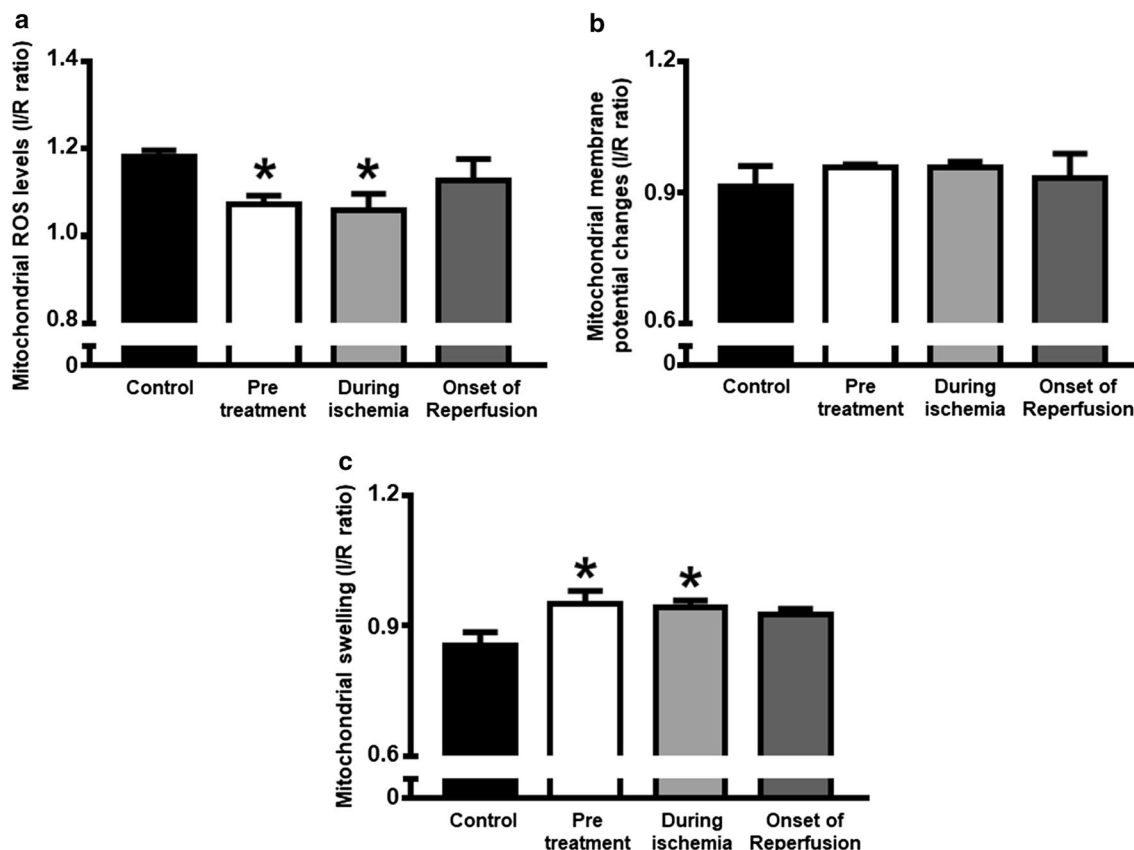 a
Mitochondrial ROS levels (I/R ratio)
1.4
1.2
1.0
0.8
0
*
*
Control
Pre
treatment
During
ischemia
Onset of
Reperfusion
b
Mitochondrial membrane
potential changes (I/R ratio)
1.2
0.9
0.6
0
Control
Pre
treatment
During
ischemia
Onset of
Reperfusion
c
Mitochondrial swelling (I/R ratio)
1.2
0.9
0.6
0
*
*
Control
Pre
treatment
During
ischemia
Onset of
Reperfusion